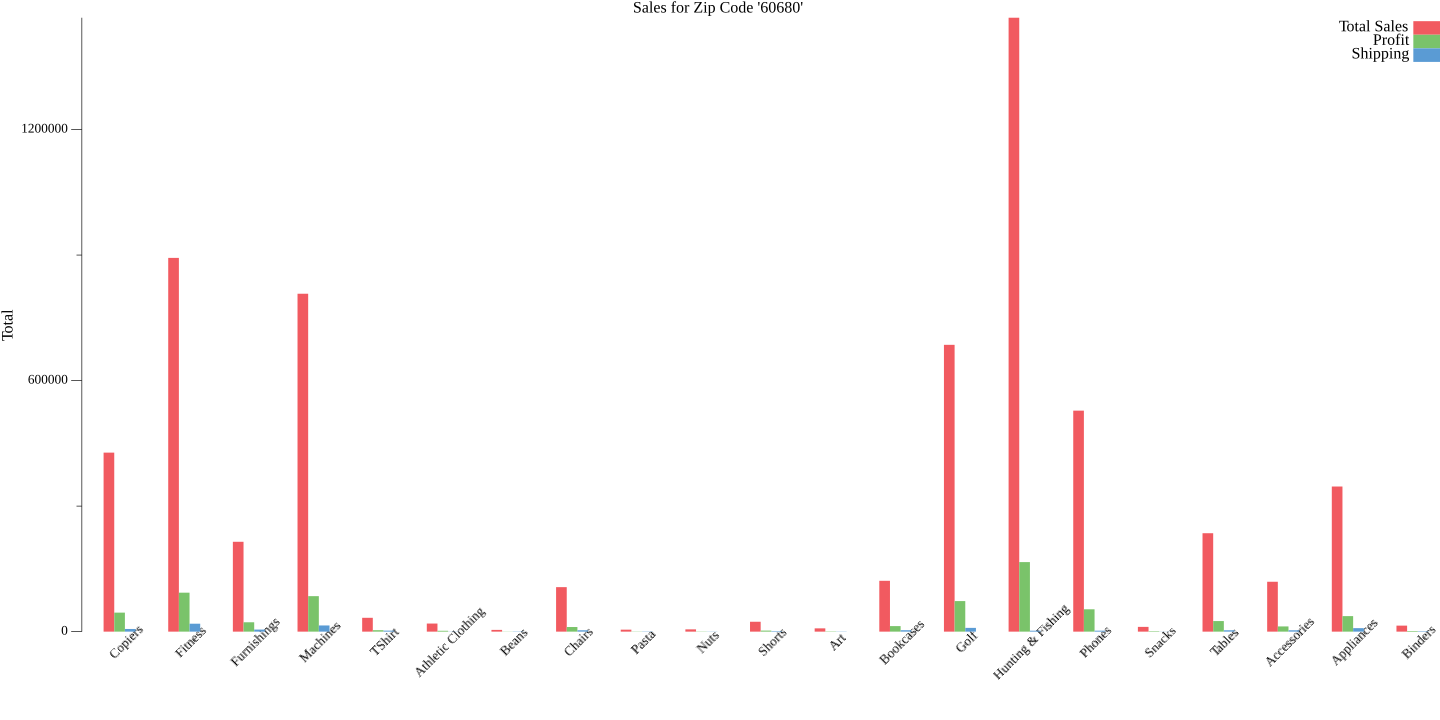 Sales for Zip Code '60680'
Total Sales
Profit
Shipping
1200000
600000
0
Total
Copiers
Fitness
Furnishings
Machines
TShirt
Athletic Clothing
Beans
Chairs
Pasta
Nuts
Shorts
Art
Bookcases
Golf
Hunting & Fishing
Phones
Snacks
Tables
Accessories
Appliances
Binders